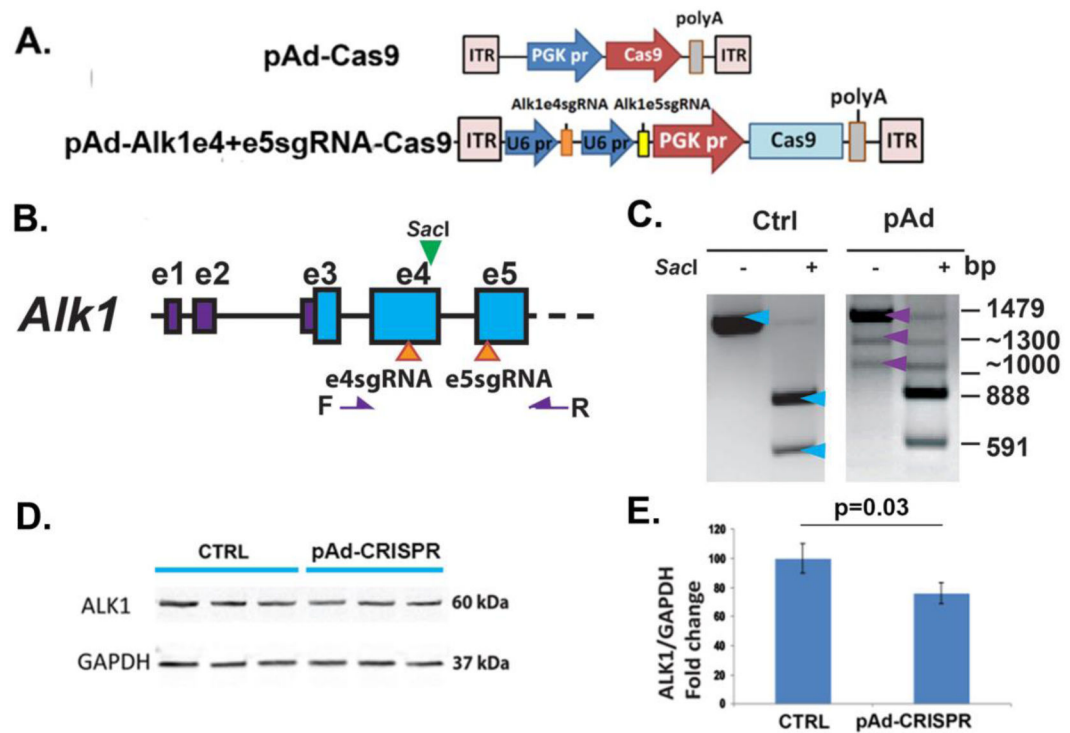 A.
pAd-Cas9
ITR PGK pr Cas9 polyA ITR
pAd-Alk1e4+e5sgRNA-Cas9
ITR U6 pr Alk1e4sgRNA U6 pr Alk1e5sgRNA PGK pr Cas9 polyA ITR
B.
SacI
e1 e2 e3 e4 e5
Alk1
e4sgRNA e5sgRNA
F R
C.
Ctrl pAd
SacI - + - + bp
1479
~1300
~1000
888
591
D.
CTRL pAd-CRISPR
ALK1 60 kDa
GAPDH 37 kDa
E.
p=0.03
ALK1/GAPDH
Fold change
120
100
80
60
40
20
0
CTRL pAd-CRISPR